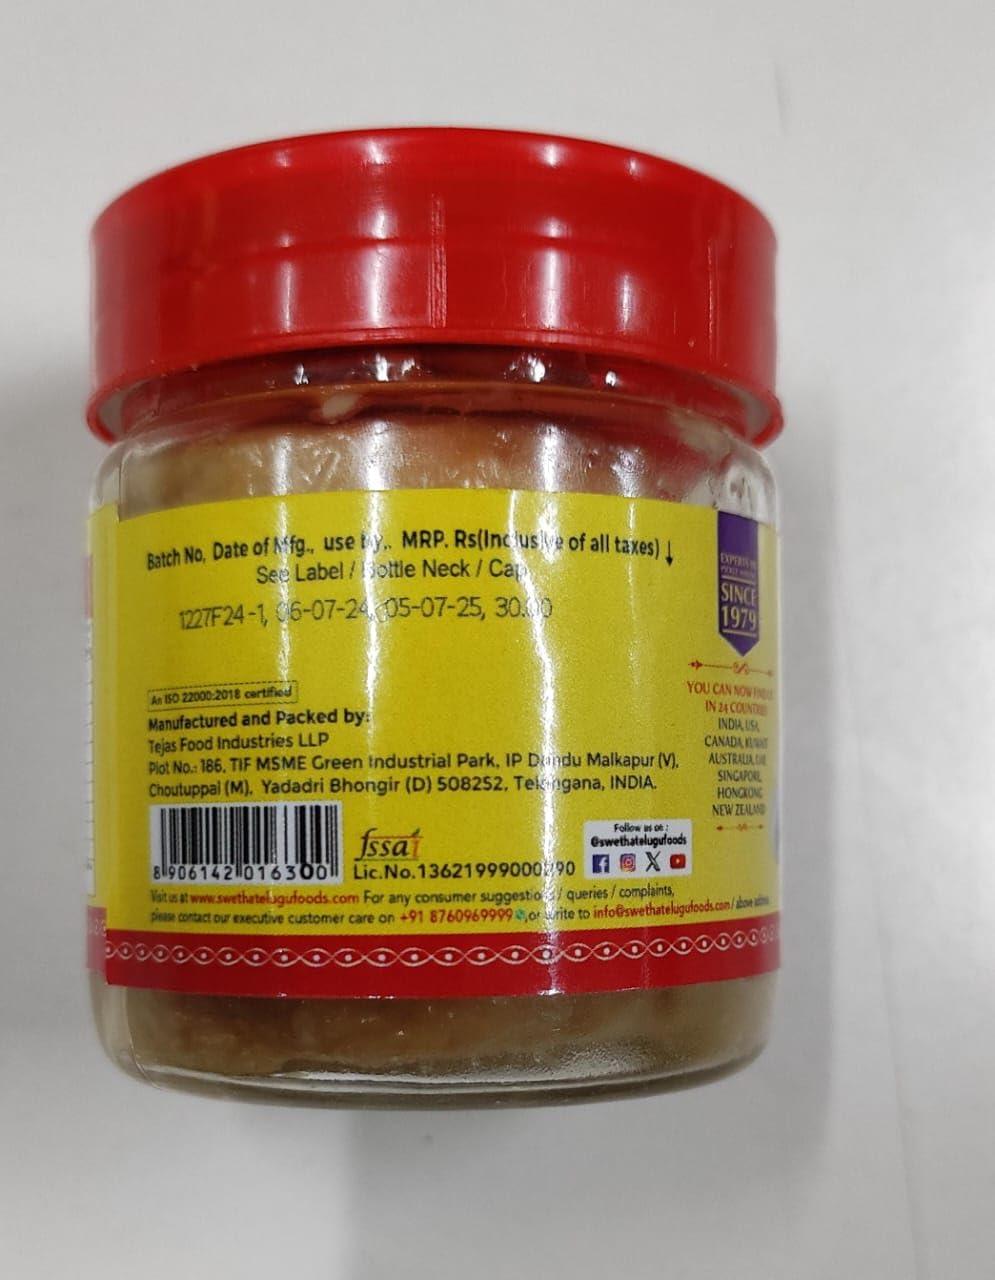 Batch No, Date of Mfg., use by,. MRP. Rs(Inclusive of all taxes) ↓
See Label / Bottle Neck / Cap
1227F24-1, 06-07-24, 05-07-25, 30.00
An ISO 22000:2018 certified
Manufactured and Packed by:
Tejas Food Industries LLP
Plot No.: 186, TIF MSME Green Industrial Park, IP Dandu Malkapur (V),
Choutuppal (M), Yadadri Bhongir (D) 508252, Telangana, INDIA.
8 906142 016300
fssai
Lic.No.13621999000
Follow us on :
@swethatelugufoods
Visit us at www.swethatelugufoods.com For any consumer suggestions / queries / complaints,
please contact our executive customer care on +91 8760969999, or write to info@swethatelugufoods.com / above address
EXPERTS IN
SINCE
1979
YOU CAN NOW FIND US
IN 24 COUNTRIES
INDIA, USA,
CANADA, KUWAIT
AUSTRALIA, UAE
SINGAPORE,
HONGKONG
NEW ZEALAND